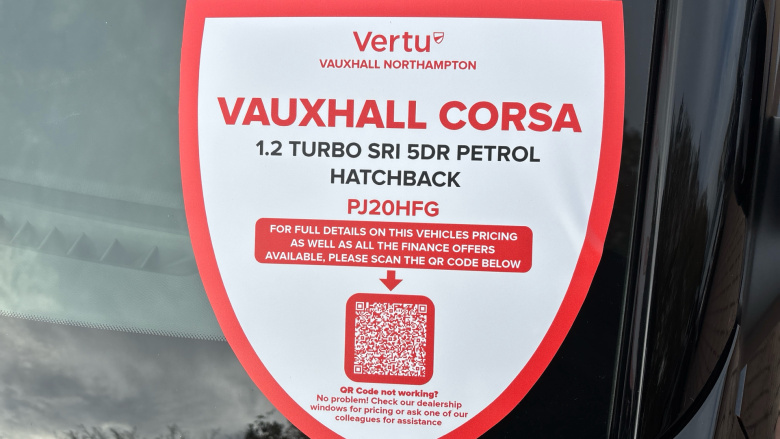 Vertu
VAUXHALL NORTHAMPTON
VAUXHALL CORSA
1.2 TURBO SRI 5DR PETROL
HATCHBACK
PJ20HFG
FOR FULL DETAILS ON THIS VEHICLES PRICING
AS WELL AS ALL THE FINANCE OFFERS
AVAILABLE, PLEASE SCAN THE QR CODE BELOW
QR Code not working?
No problem! Check our dealership
windows for pricing or ask one of our
colleagues for assistance